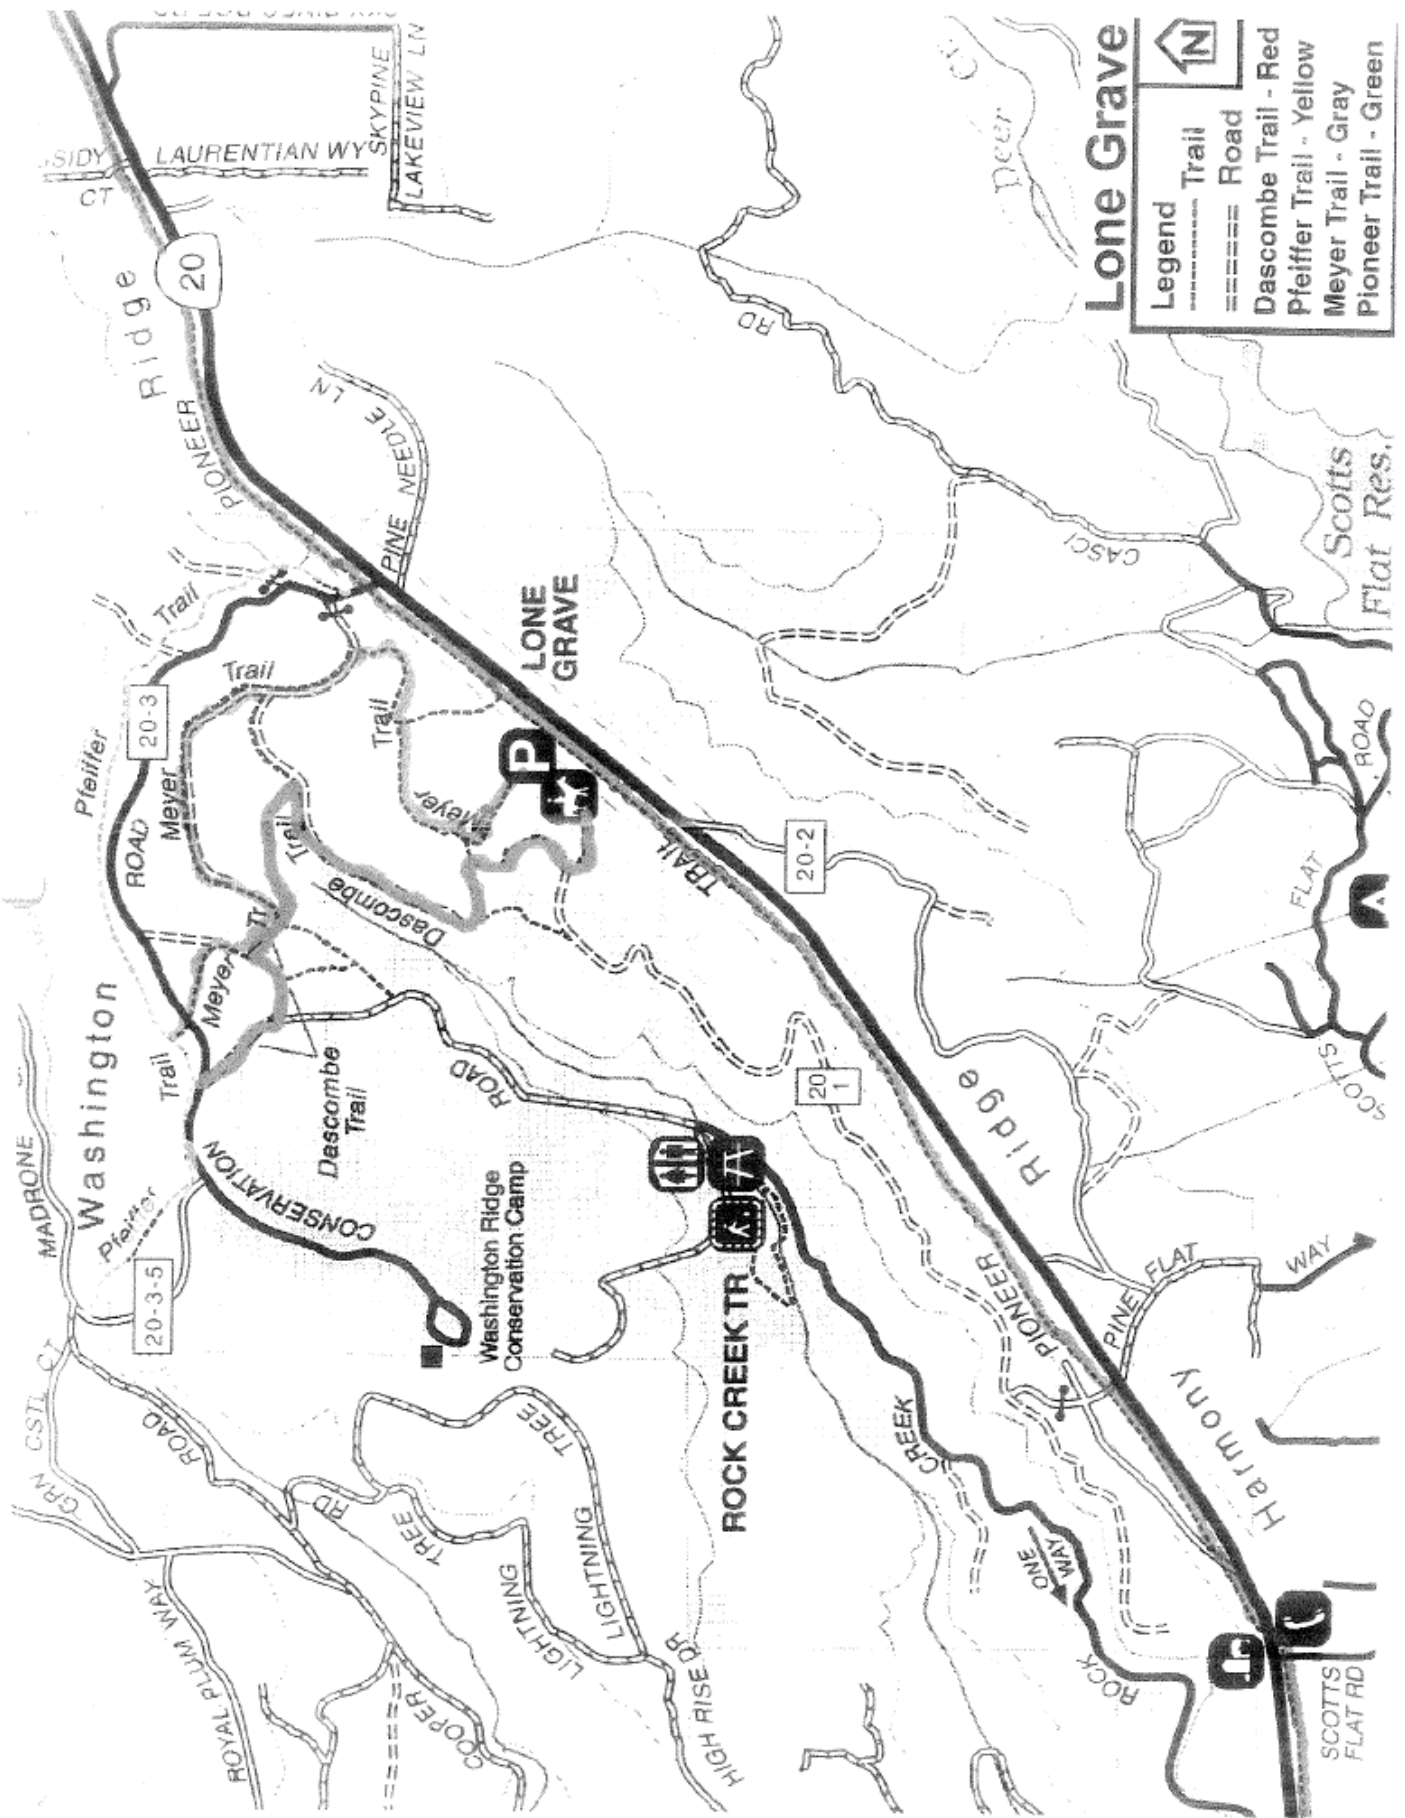 Lone Grave
N
Legend
---------- Trail
====== Road
Dascombe Trail - Red
Pfeiffer Trail - Yellow
Meyer Trail - Gray
Pioneer Trail - Green
MADRONE
Washington
Ridge
20
PIONEER
CT
LAURENTIAN WY
SKYPINE
LAKEVIEW LN
PINE NEEDLE LN
Trail
Pfeiffer
20-3
ROAD
Trail
Meyer
Trail
Trail
LONE
GRAVE
P
Meyer
Trail
Dascombe
Tr
Meyer
Trail
Dascombe
Trail
Pfeiffer
20-3-5
CONSERVATION
Washington Ridge
Conservation Camp
ROAD
ROCK CREEK TR
TRAIL
20-2
20
1
Ridge
Harmony
PIONEER
PINE
FLAT
WAY
CREEK
ONE
WAY
ROCK
SCOTTS
FLAT RD
CSTL CT
GRN
ROAD
RD
TREE
TREE
LIGHTNING
LIGHTNING
HIGH RISE DR
COOPER
ROYAL PLUM WAY
RD
CASCI
Deer
Cr.
Scotts
Flat Res.
ROAD
FLAT
SCOTTS